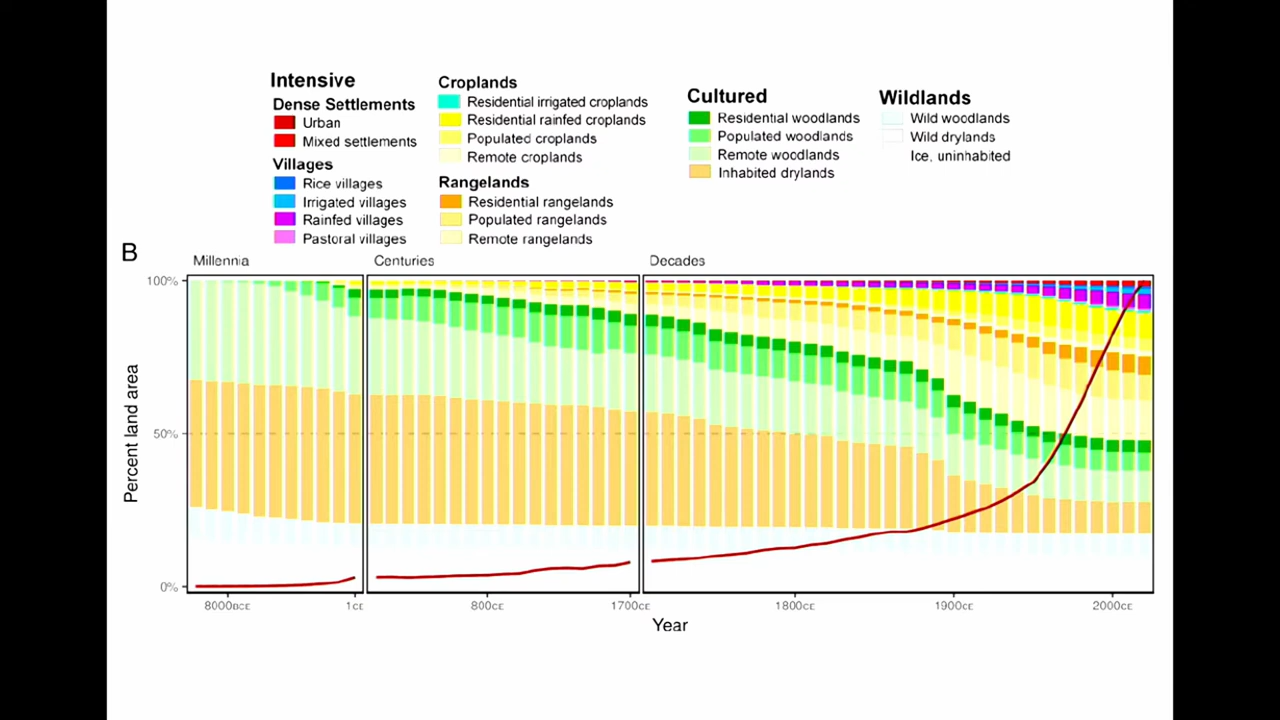 Intensive
Dense Settlements
Urban
Mixed settlements
Villages
Rice villages
Irrigated villages
Rainfed villages
Pastoral villages
Croplands
Residential irrigated croplands
Residential rainfed croplands
Populated croplands
Remote croplands
Rangelands
Residential rangelands
Populated rangelands
Remote rangelands
Cultured
Residential woodlands
Populated woodlands
Remote woodlands
Inhabited drylands
Wildlands
Wild woodlands
Wild drylands
Ice, uninhabited
B
Millennia
Centuries
Decades
100%
50%
0%
Percent land area
8000BCE
1CE
800CE
1700CE
1800CE
1900CE
2000CE
Year